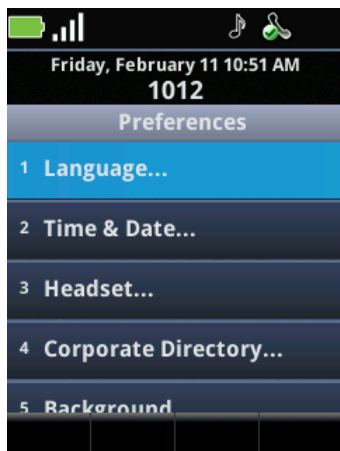 Friday, February 11 10:51 AM
1012
Preferences
1 Language...
2 Time & Date...
3 Headset...
4 Corporate Directory...
5 Background